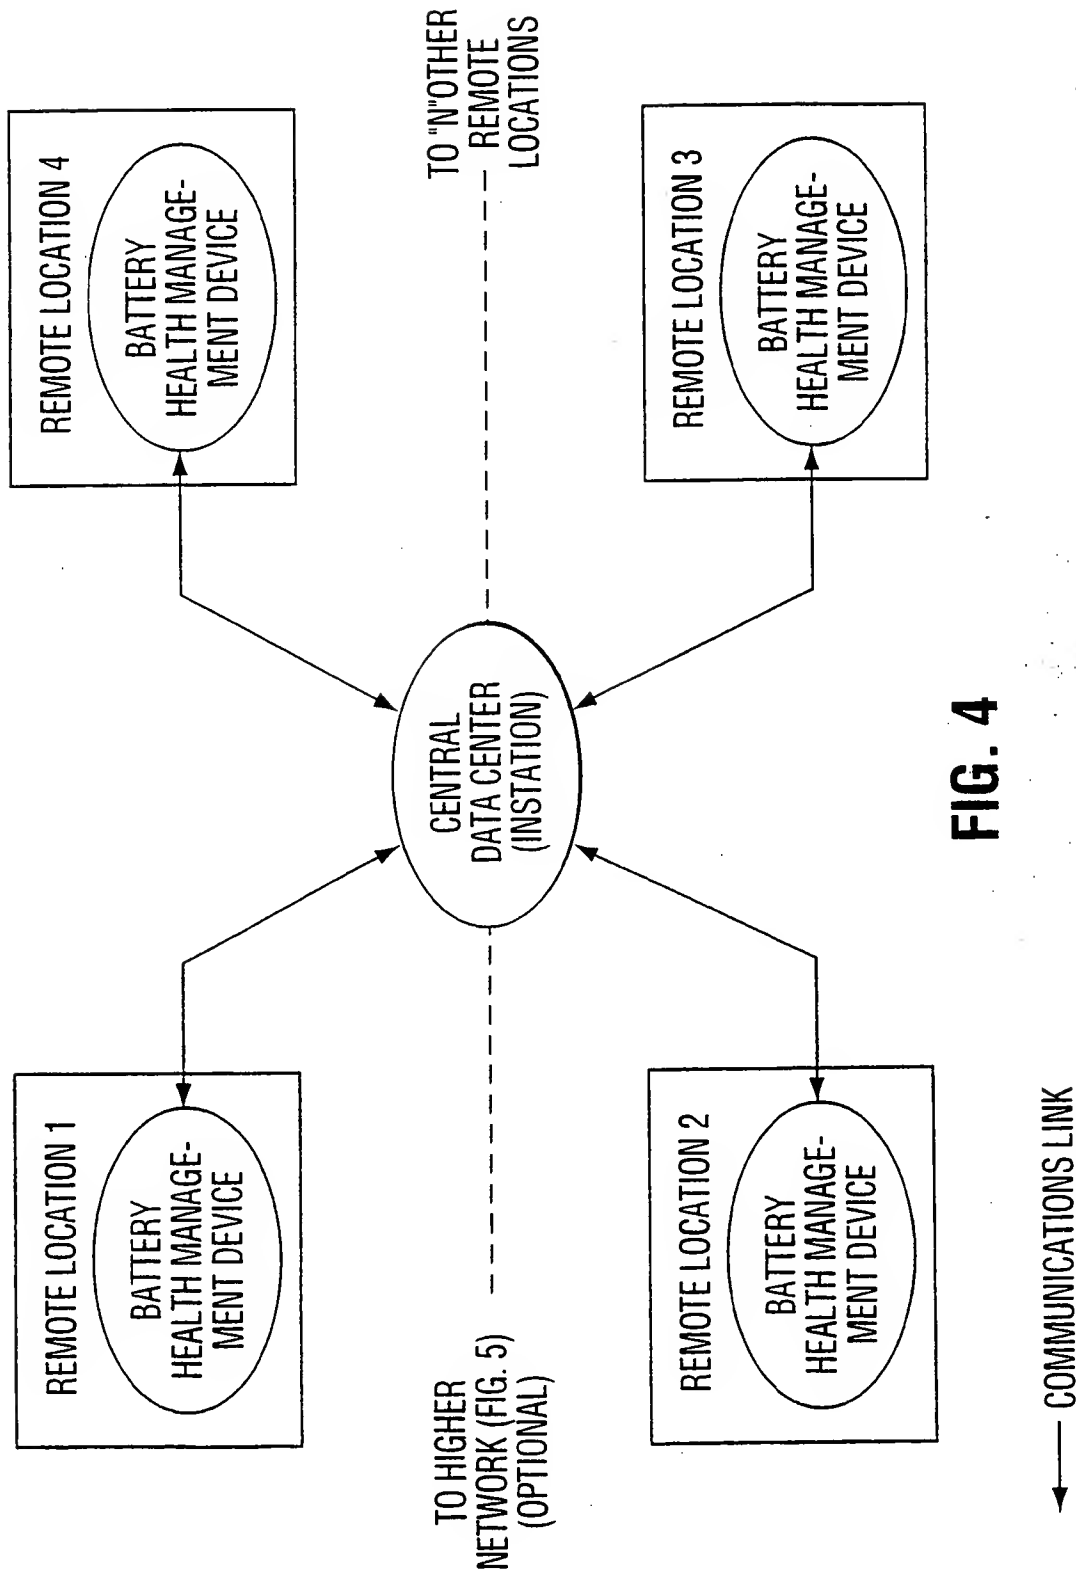 REMOTE LOCATION 1
BATTERY
HEALTH MANAGE-
MENT DEVICE
REMOTE LOCATION 4
BATTERY
HEALTH MANAGE-
MENT DEVICE
TO HIGHER
NETWORK (FIG. 5)
(OPTIONAL)
CENTRAL
DATA CENTER
(INSTATION)
TO "N"OTHER
REMOTE
LOCATIONS
REMOTE LOCATION 2
BATTERY
HEALTH MANAGE-
MENT DEVICE
REMOTE LOCATION 3
BATTERY
HEALTH MANAGE-
MENT DEVICE
COMMUNICATIONS LINK
FIG. 4